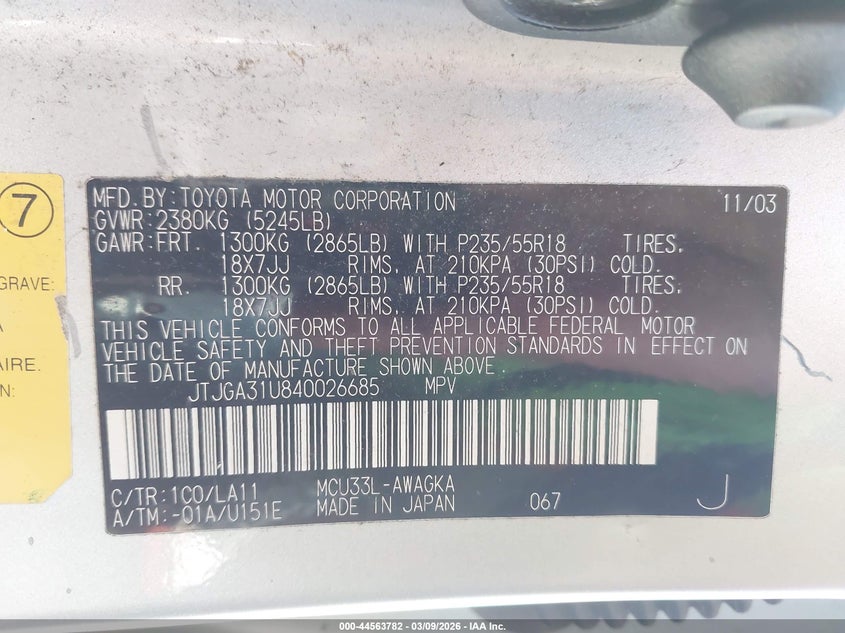 7
GRAVE:
A
AIRE.
N:
MFD.BY:TOYOTA MOTOR CORPORATION 11/03
GVWR:2380KG (5245LB)
GAWR:FRT. 1300KG (2865LB) WITH P235/55R18 TIRES.
18X7JJ RIMS, AT 210KPA (30PSI) COLD.
RR. 1300KG (2865LB) WITH P235/55R18 TIRES.
18X7JJ RIMS, AT 210KPA (30PSI) COLD.
THIS VEHICLE CONFORMS TO ALL APPLICABLE FEDERAL MOTOR
VEHICLE SAFETY AND THEFT PREVENTION STANDARDS IN EFFECT ON
THE DATE OF MANUFACTURE SHOWN ABOVE.
JTJGA31U840026685 MPV
C/TR:1C0/LA11 MCU33L-AWAGKA
A/TM:-01A/U151E MADE IN JAPAN 067 J
000-44563782 - 03/09/2026 - IAA Inc.